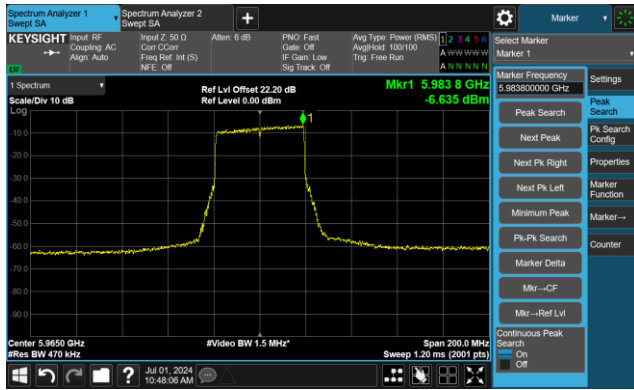 Spectrum Analyzer 1
Swept SA
Spectrum Analyzer 2
Swept SA
+
Marker
KEYSIGHT
Input: RF
Coupling: AC
Align: Auto
Input Z: 50 Ω
Corr CCorr
Freq Ref: Int (S)
NFE: Off
Atten: 6 dB
PNO: Fast
Gate: Off
IF Gain: Low
Sig Track: Off
Avg Type: Power (RMS)
Avg|Hold: 100/100
Trig: Free Run
1 2 3 4 5 6
A W W W W W
A N N N N N
Select Marker
Marker 1
1 Spectrum
Scale/Div 10 dB
Log
Ref Lvl Offset 22.20 dB
Ref Level 0.00 dBm
Mkr1 5.983 8 GHz
-6.635 dBm
1
-10.0
-20.0
-30.0
-40.0
-50.0
-60.0
-70.0
-80.0
-90.0
Center 5.9650 GHz
#Res BW 470 kHz
#Video BW 1.5 MHz*
Span 200.0 MHz
Sweep 1.20 ms (2001 pts)
Marker Frequency
5.983800000 GHz
Peak Search
Next Peak
Next Pk Right
Next Pk Left
Minimum Peak
Pk-Pk Search
Marker Delta
Mkr→CF
Mkr→Ref Lvl
Continuous Peak
Search
On
Off
Settings
Peak
Search
Pk Search
Config
Properties
Marker
Function
Marker→
Counter
?
Jul 01, 2024
10:48:06 AM